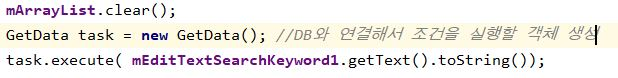 mArrayList.clear();
GetData task = new GetData(); //DB와 연결해서 조건을 실행할 객체 생성
task.execute( mEditTextSearchKeyword1.getText().toString());